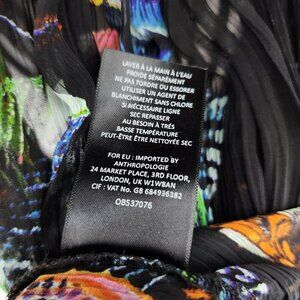 LAVER À LA MAIN À L'EAU
FROIDE SÉPARÉMENT
NE PAS TORDRE OU ESSORER
UTILISER UN AGENT DE
BLANCHIMENT SANS CHLORE
SI NÉCESSAIRE LIGNE
SEC REPASSER
AU BESOIN À TRÈS
BASSE TEMPÉRATURE
PEUT-ÊTRE ÊTRE NETTOYÉE SEC
FOR EU : IMPORTED BY
ANTHROPOLOGIE
24 MARKET PLACE, 3RD FLOOR,
LONDON, UK W1WBAN
CIF : VAT No. GB 684936382
OB537076